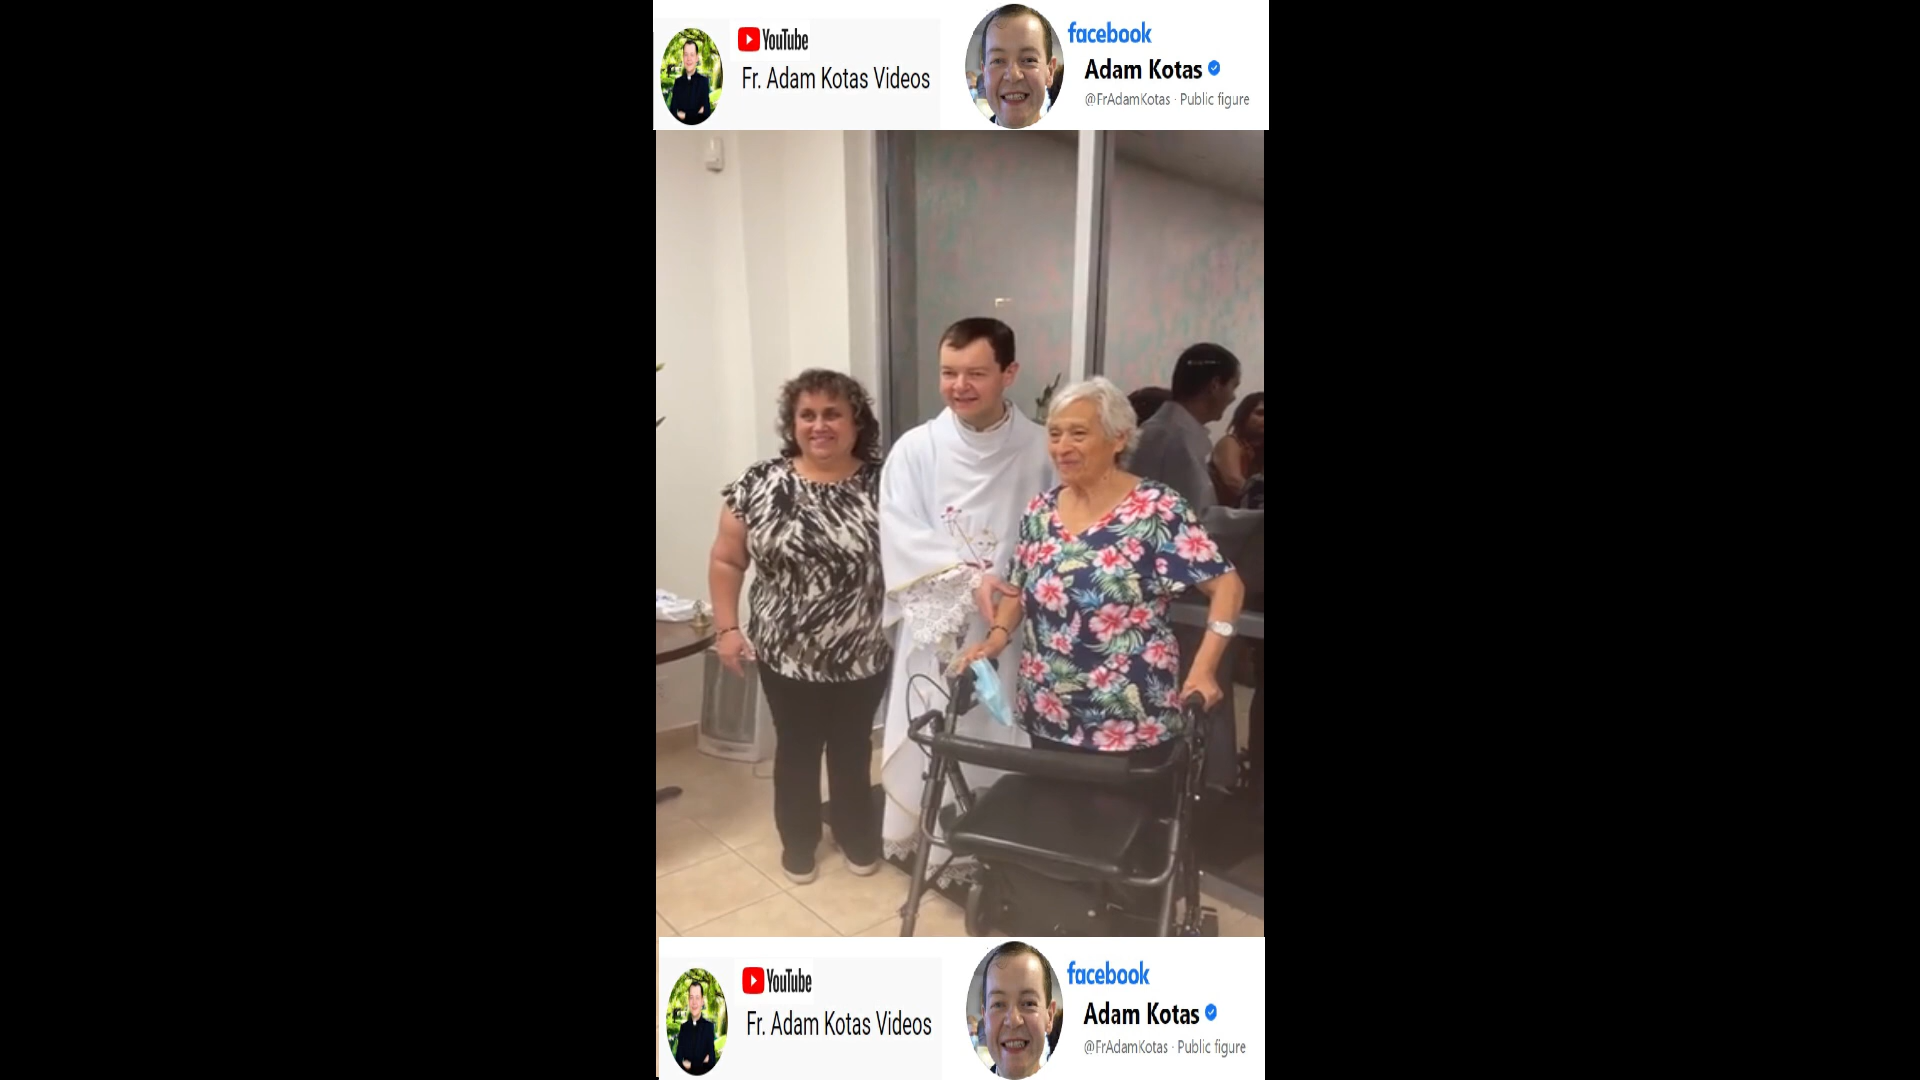 YouTube
Fr. Adam Kotas Videos
facebook
Adam Kotas
@FrAdamKotas · Public figure
YouTube
Fr. Adam Kotas Videos
facebook
Adam Kotas
@FrAdamKotas · Public figure